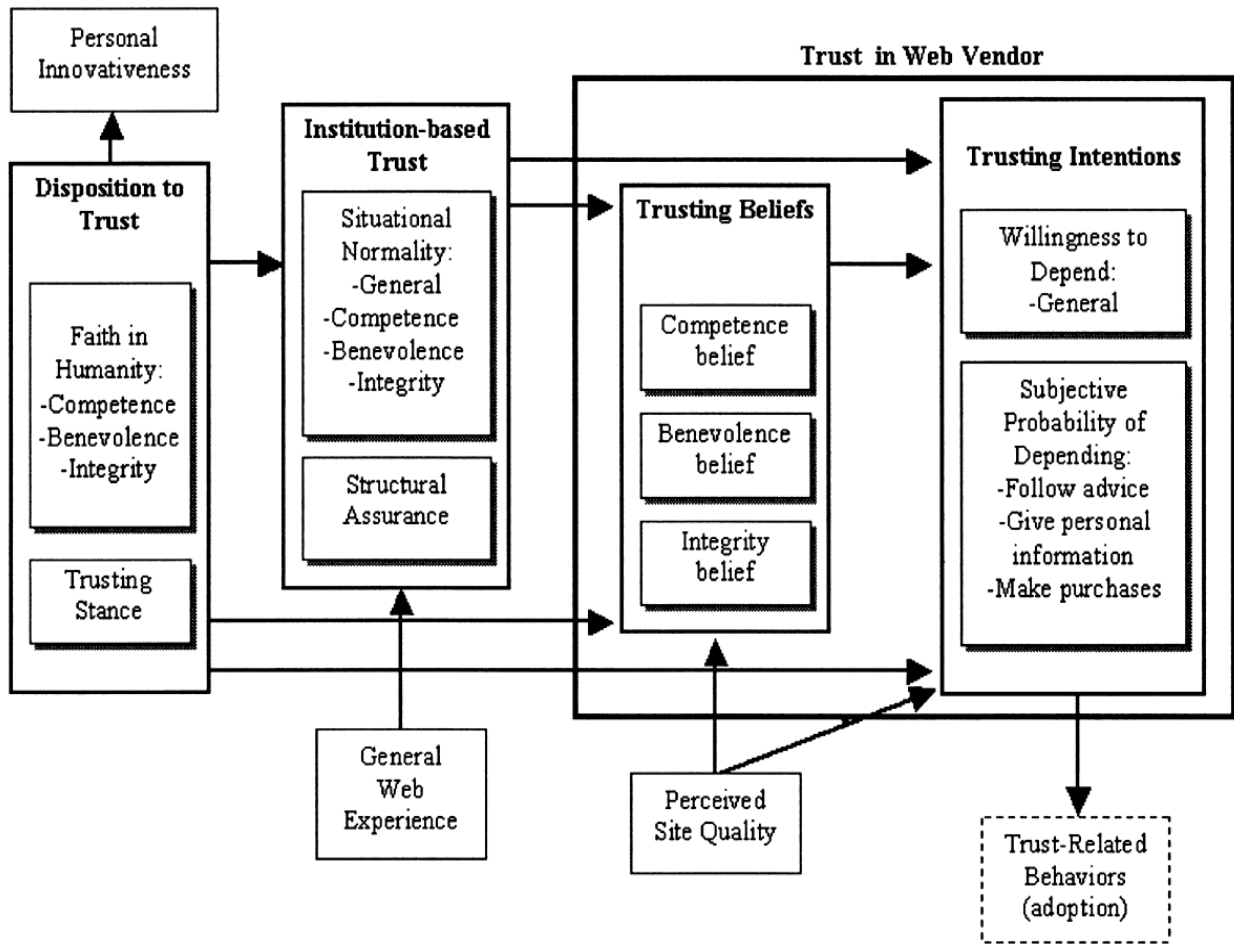 Personal
Innovativeness
Trust in Web Vendor
Disposition to
Trust
Faith in
Humanity:
-Competence
-Benevolence
-Integrity
Trusting
Stance
Institution-based
Trust
Situational
Normality:
-General
-Competence
-Benevolence
-Integrity
Structural
Assurance
Trusting Beliefs
Competence
belief
Benevolence
belief
Integrity
belief
Trusting Intentions
Willingness to
Depend:
-General
Subjective
Probability of
Depending:
-Follow advice
-Give personal
information
-Make purchases
General
Web
Experience
Perceived
Site Quality
Trust-Related
Behaviors
(adoption)